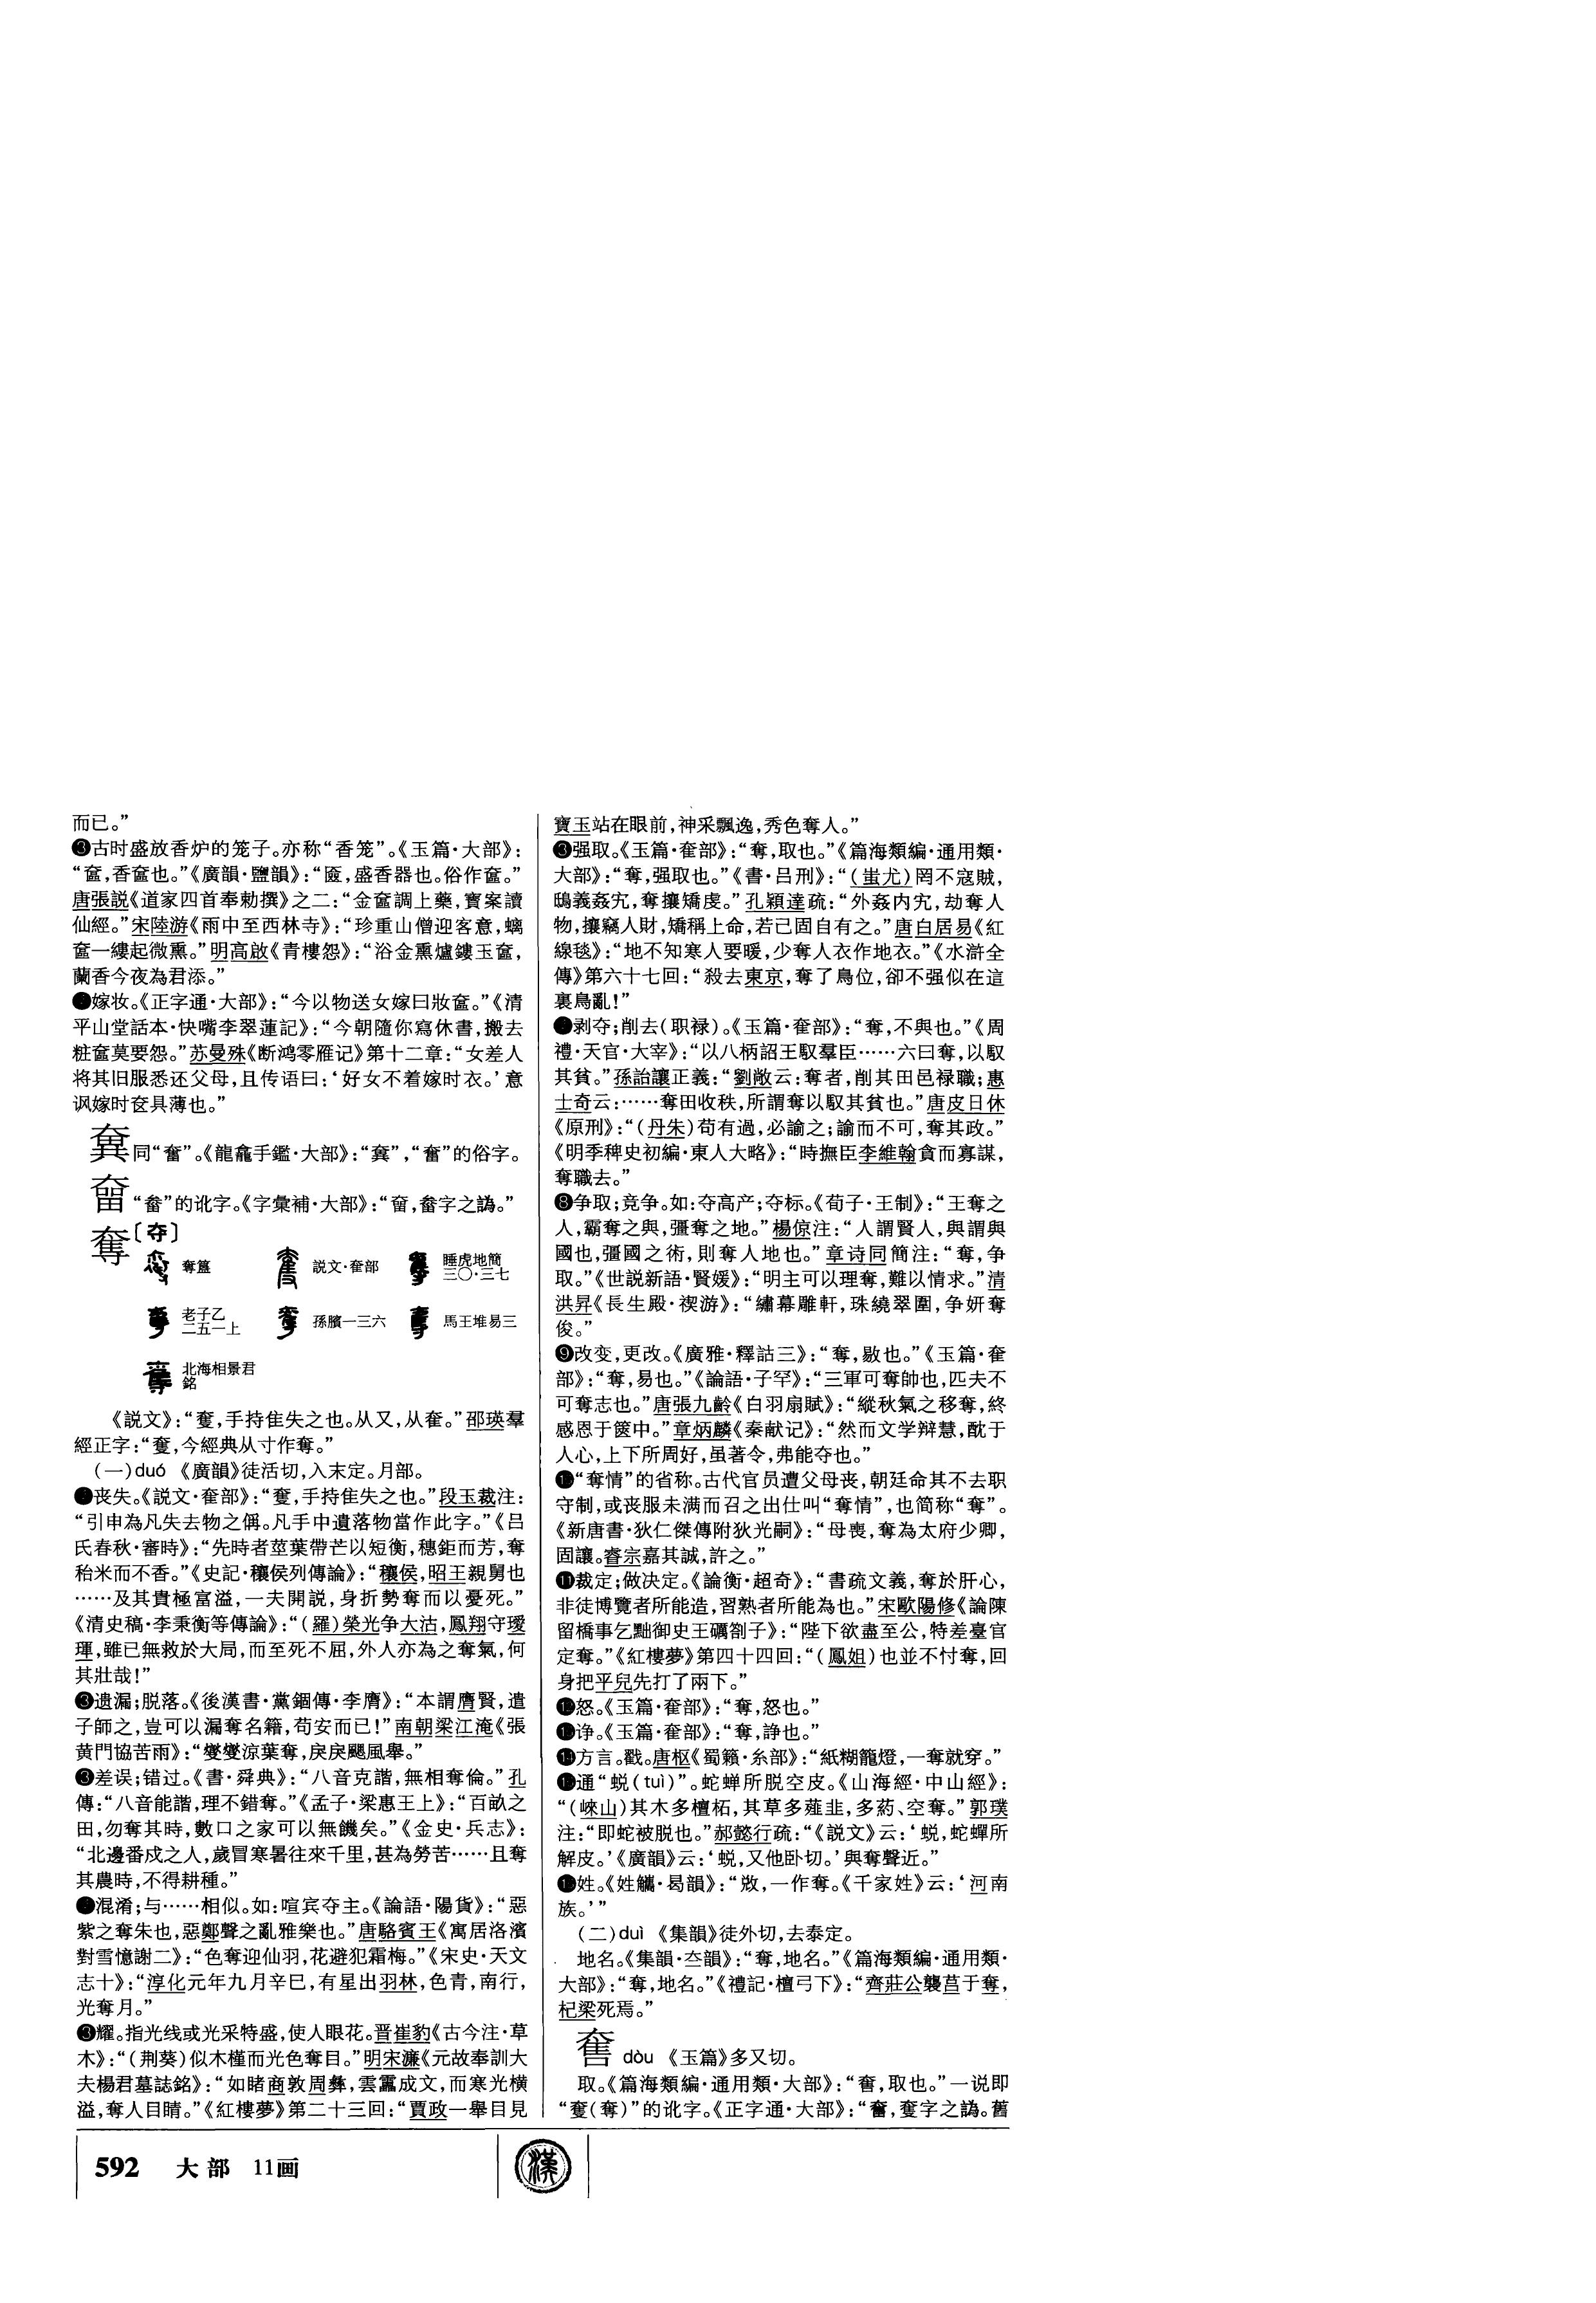 而已。”
❸古时盛放香炉的笼子。亦称“香笼”。《玉篇·大部》:
“奩,香奩也。”《廣韻·鹽韻》:“匳,盛香器也。俗作奩。”
唐張説《道家四首奉勅撰》之二:“金奩調上藥,寳案讀
仙經。”宋陸游《雨中至西林寺》:“珍重山僧迎客意,螭
奩一縷起微熏。”明高啟《青樓怨》:“浴金熏爐鏤玉奩,
蘭香今夜為君添。”
嫁妆。《正字通·大部》:“今以物送女嫁曰妝奩。”《清
平山堂話本·快嘴李翠蓮記》:“今朝隨你寫休書,搬去
粧奩莫要怨。”苏曼殊《断鸿零雁记》第十二章:“女差人
将其旧服悉还父母,且传语曰:‘好女不着嫁时衣。’意
讽嫁时奁具薄也。”
同“奮”。《龍龕手鑑·大部》:“”,“奮”的俗字。
“畚”的讹字。《字彙補·大部》:“,畚字之譌。”
奪〔夺〕
奪簋 説文·奞部 睡虎地簡三〇·三七
老子乙二五一上 孫臏一三六 馬王堆易三
北海相景君銘
《説文》:“奪,手持隹失之也。从又,从奞。”邵瑛羣
經正字:“,今經典从寸作奪。”
(一)duó 《廣韻》徒活切,入末定。月部。
丧失。《説文·奞部》:“,手持隹失之也。”段玉裁注:
“引申為凡失去物之偁。凡手中遺落物當作此字。”《吕
氏春秋·審時》:“先時者莖葉帶芒以短衡,穗鉅而芳,奪
秮米而不香。”《史記·穰侯列傳論》:“穰侯,昭王親舅也
……及其貴極富溢,一夫開説,身折勢奪而以憂死。”
《清史稿·李秉衡等傳論》:“(羅)榮光争大沽,鳳翔守璦
琿,雖已無救於大局,而至死不屈,外人亦為之奪氣,何
其壯哉!”
❸遗漏;脱落。《後漢書·黨錮傳·李膺》:“本謂膺賢,遣
子師之,豈可以漏奪名籍,苟安而已!”南朝梁江淹《張
黄門協苦雨》:“燮燮涼葉奪,戾戾颸風舉。”
❸差误;错过。《書·舜典》:“八音克諧,無相奪倫。”孔
傳:“八音能諧,理不錯奪。”《孟子·梁惠王上》:“百畝之
田,勿奪其時,數口之家可以無饑矣。”《金史·兵志》:
“北邊番戍之人,歲冒寒暑往來千里,甚為勞苦……且奪
其農時,不得耕種。”
混淆;与……相似。如:喧宾夺主。《論語·陽貨》:“惡
紫之奪朱也,惡鄭聲之亂雅樂也。”唐駱賓王《寓居洛濱
對雪憶謝二》:“色奪迎仙羽,花避犯霜梅。”《宋史·天文
志十》:“淳化元年九月辛巳,有星出羽林,色青,南行,
光奪月。”
❸耀。指光线或光采特盛,使人眼花。晋崔豹《古今注·草
木》:“(荆葵)似木槿而光色奪目。”明宋濂《元故奉訓大
夫楊君墓誌銘》:“如睹商敦周彝,雲靁成文,而寒光橫
溢,奪人目睛。”《紅樓夢》第二十三回:“賈政一舉目見
寶玉站在眼前,神采飄逸,秀色奪人。”
❸强取。《玉篇·奞部》:“奪,取也。”《篇海類編·通用類·
大部》:“奪,强取也。”《書·吕刑》:“(蚩尤)罔不寇賊,
鴟義姦宄,奪攘矯虔。”孔穎達疏:“外姦内宄,劫奪人
物,攘竊人財,矯稱上命,若已固自有之。”唐白居易《紅
線毯》:“地不知寒人要暖,少奪人衣作地衣。”《水滸全
傳》第六十七回:“殺去東京,奪了鳥位,卻不强似在這
裏鳥亂!”
剥夺;削去(职禄)。《玉篇·奞部》:“奪,不與也。”《周
禮·天官·大宰》:“以八柄詔王馭羣臣……六曰奪,以馭
其貧。”孫詒讓正義:“劉敞云:奪者,削其田邑禄職;惠
士奇云:……奪田收秩,所謂奪以馭其貧也。”唐皮日休
《原刑》:“(丹朱)苟有過,必諭之;諭而不可,奪其政。”
《明季稗史初編·東人大略》:“時撫臣李維翰貪而寡謀,
奪職去。”
❽争取;竞争。如:夺高产;夺标。《荀子·王制》:“王奪之
人,霸奪之與,彊奪之地。”楊倞注:“人謂賢人,與謂與
國也,彊國之術,則奪人地也。”章诗同简注:“奪,争
取。”《世説新語·賢媛》:“明主可以理奪,難以情求。”清
洪昇《長生殿·禊游》:“繡幕雕軒,珠繞翠圍,争妍奪
俊。”
❾改变,更改。《廣雅·釋詁三》:“奪,敡也。”《玉篇·奞
部》:“奪,易也。”《論語·子罕》:“三軍可奪帥也,匹夫不
可奪志也。”唐張九齡《白羽扇賦》:“縱秋氣之移奪,終
感恩于篋中。”章炳麟《秦献记》:“然而文学辩慧,酖于
人心,上下所周好,虽著令,弗能夺也。”
“奪情”的省称。古代官员遭父母丧,朝廷命其不去职
守制,或丧服未满而召之出仕叫“奪情”,也简称“奪”。
《新唐書·狄仁傑傳附狄光嗣》:“母喪,奪為太府少卿,
固讓。睿宗嘉其誠,許之。”
⓫裁定;做决定。《論衡·超奇》:“書疏文義,奪於肝心,
非徒博覽者所能造,習熟者所能為也。”宋歐陽修《論陳
留橋事乞黜御史王礪劄子》:“陛下欲盡至公,特差臺官
定奪。”《紅樓夢》第四十四回:“(鳳姐)也並不忖奪,回
身把平兒先打了兩下。”
⓬怒。《玉篇·奞部》:“奪,怒也。”
诤。《玉篇·奞部》:“奪,諍也。”
⓮方言。戳。唐枢《蜀籟·糸部》:“紙糊籠燈,一奪就穿。”
通“蜕(tuì)”。蛇蝉所脱空皮。《山海經·中山經》:
“(崍山)其木多檀柘,其草多薤韭,多葯、空奪。”郭璞
注:“即蛇被脱也。”郝懿行疏:“《説文》云:‘蜕,蛇蟬所
解皮。’《廣韻》云:‘蜕,又他卧切。’與奪聲近。”
姓。《姓觿·曷韻》:“敚,一作奪。《千家姓》云:‘河南
族。’”
(二)duì 《集韻》徒外切,去泰定。
地名。《集韻·夳韻》:“奪,地名。”《篇海類編·通用類·
大部》:“奪,地名。”《禮記·檀弓下》:“齊莊公襲莒于奪,
杞梁死焉。”
dòu 《玉篇》多又切。
取。《篇海類編·通用類·大部》:“,取也。”一说即
“(奪)”的讹字。《正字通·大部》:“,字之譌。舊
592 大部 11画
漢